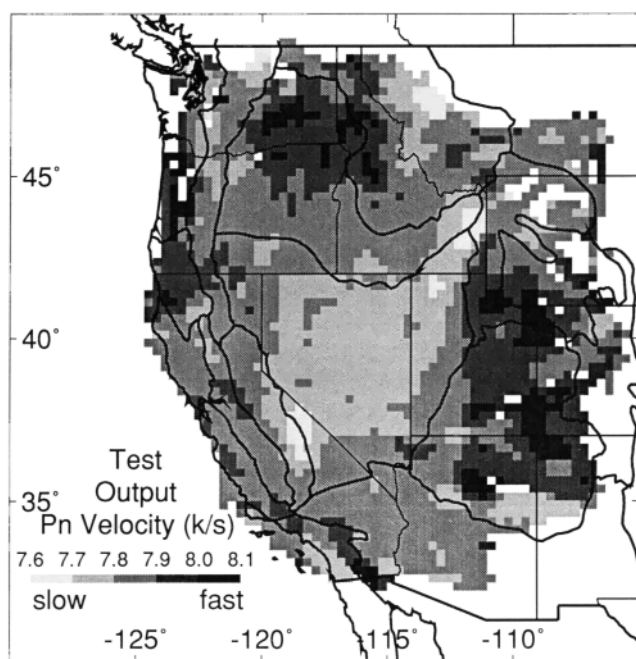 45°
40°
35°
Test
Output
Pn Velocity (k/s)
7.6 7.7 7.8 7.9 8.0 8.1
slow fast
-125° -120° -115° -110°